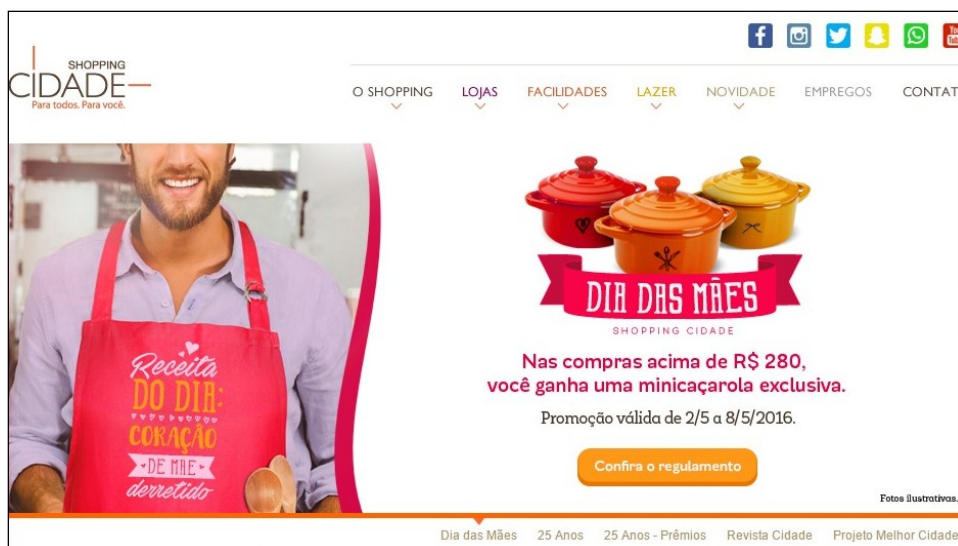 SHOPPING
CIDADE
Para todos. Para você.
O SHOPPING LOJAS FACILIDADES LAZER NOVIDADE EMPREGOS CONTAT
Receita
DO DIA:
CORAÇÃO
DE MÃE
derretido
DIA DAS MÃES
SHOPPING CIDADE
Nas compras acima de R$ 280,
você ganha uma minicaçarola exclusiva.
Promoção válida de 2/5 a 8/5/2016.
Confira o regulamento
Fotos ilustrativas.
Dia das Mães 25 Anos 25 Anos - Prêmios Revista Cidade Projeto Melhor Cidade